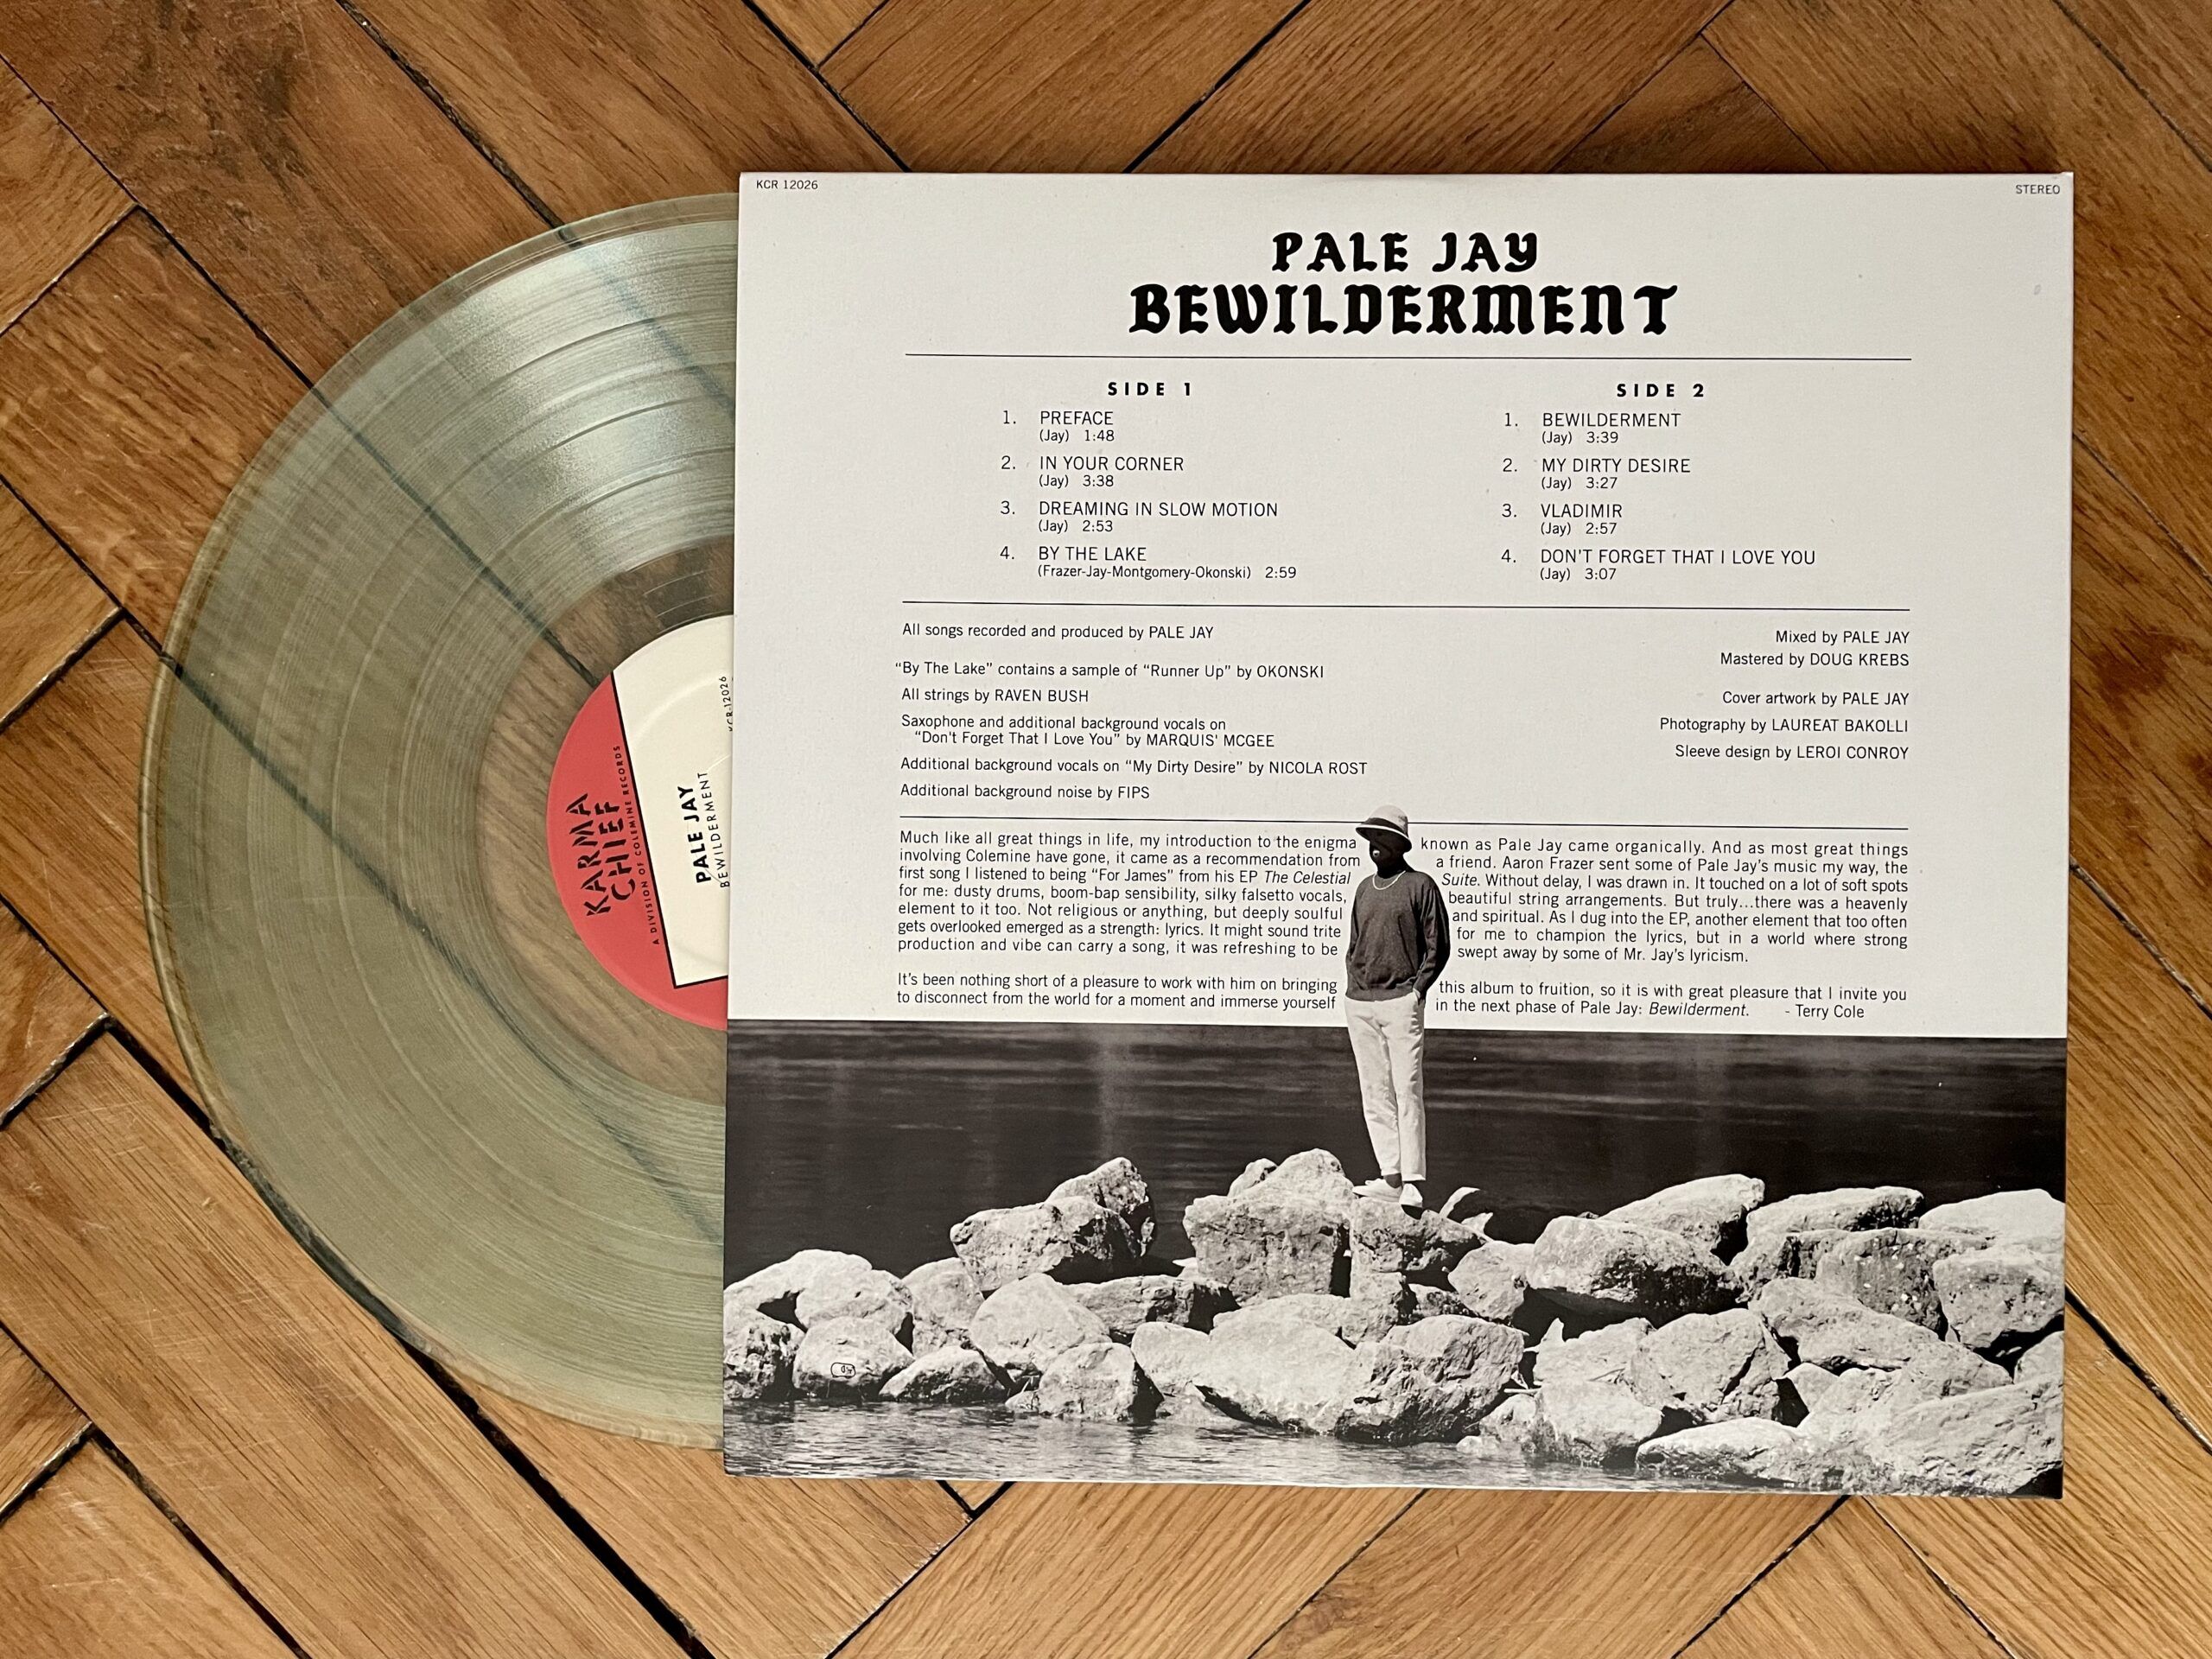 KCR 12026
STEREO
PALE JAY
BEWILDERMENT
SIDE 1
1. PREFACE
(Jay) 1:48
2. IN YOUR CORNER
(Jay) 3:38
3. DREAMING IN SLOW MOTION
(Jay) 2:53
4. BY THE LAKE
(Frazer-Jay-Montgomery-Okonski) 2:59
SIDE 2
1. BEWILDERMENT
(Jay) 3:39
2. MY DIRTY DESIRE
(Jay) 3:27
3. VLADIMIR
(Jay) 2:57
4. DON'T FORGET THAT I LOVE YOU
(Jay) 3:07
All songs recorded and produced by PALE JAY
“By The Lake” contains a sample of “Runner Up” by OKONSKI
All strings by RAVEN BUSH
Saxophone and additional background vocals on
“Don't Forget That I Love You” by MARQUIS' MCGEE
Additional background vocals on “My Dirty Desire” by NICOLA ROST
Additional background noise by FIPS
Mixed by PALE JAY
Mastered by DOUG KREBS
Cover artwork by PALE JAY
Photography by LAUREAT BAKOLLI
Sleeve design by LEROI CONROY
Much like all great things in life, my introduction to the enigma known as Pale Jay came organically. And as most great things
involving Colemine have gone, it came as a recommendation from a friend. Aaron Frazer sent some of Pale Jay's music my way, the
first song I listened to being “For James” from his EP The Celestial Suite. Without delay, I was drawn in. It touched on a lot of soft spots
for me: dusty drums, boom-bap sensibility, silky falsetto vocals, beautiful string arrangements. But truly...there was a heavenly
element to it too. Not religious or anything, but deeply soulful and spiritual. As I dug into the EP, another element that too often
gets overlooked emerged as a strength: lyrics. It might sound trite for me to champion the lyrics, but in a world where strong
production and vibe can carry a song, it was refreshing to be swept away by some of Mr. Jay's lyricism.
It's been nothing short of a pleasure to work with him on bringing this album to fruition, so it is with great pleasure that I invite you
to disconnect from the world for a moment and immerse yourself in the next phase of Pale Jay: Bewilderment. - Terry Cole
KARMA
CHIEF
A DIVISION OF COLEMINE RECORDS
PALE JAY
BEWILDERMENT
KCR-12026